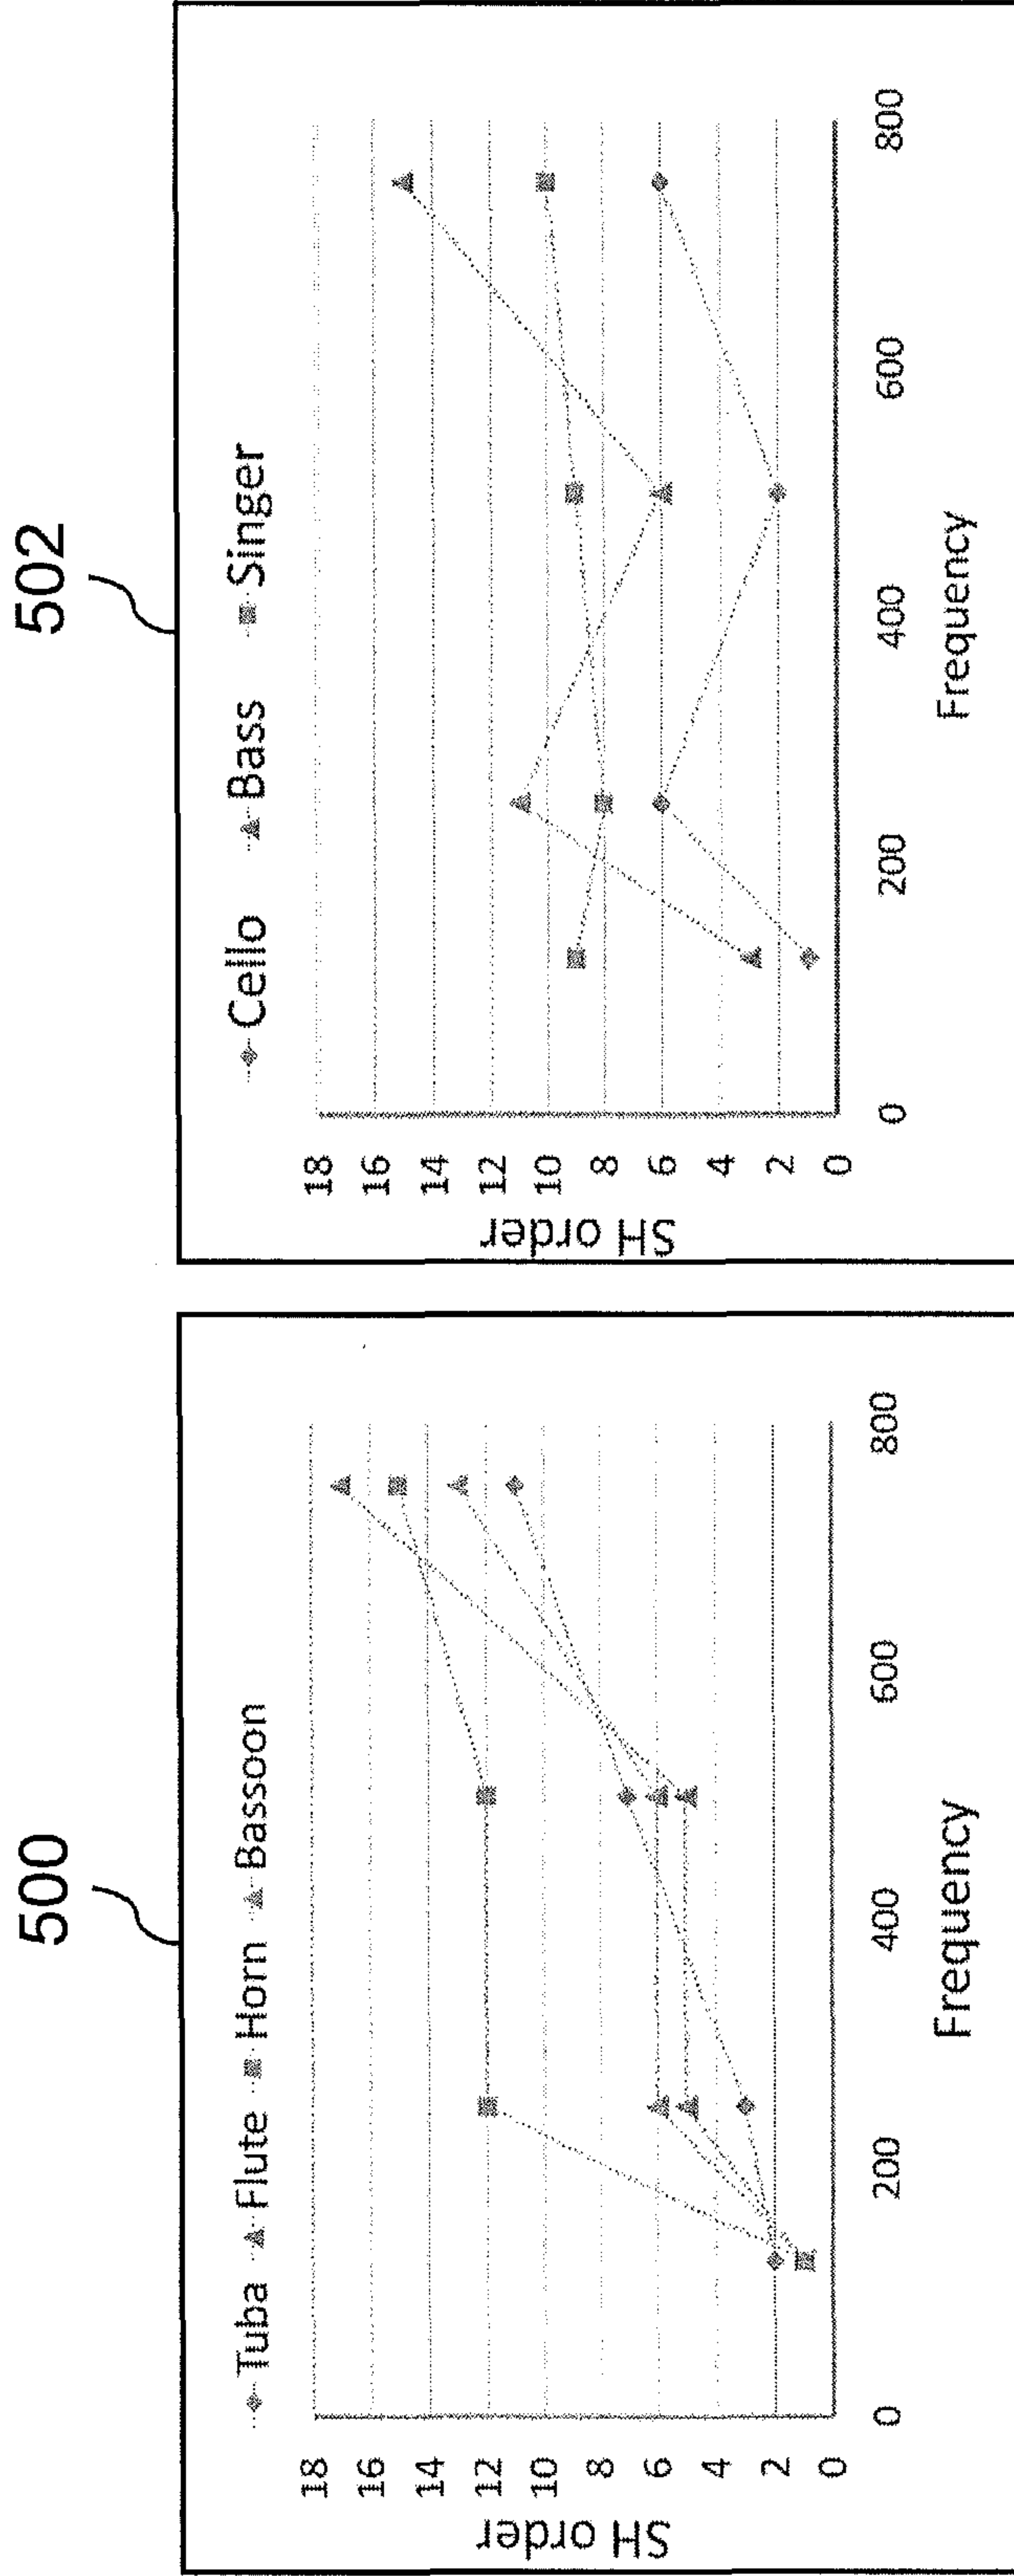 500
Tuba Flute Horn Bassoon
SH order
18
16
14
12
10
8
6
4
2
0
0 200 400 600 800
Frequency
502
Cello Bass Singer
SH order
18
16
14
12
10
8
6
4
2
0
0 200 400 600 800
Frequency